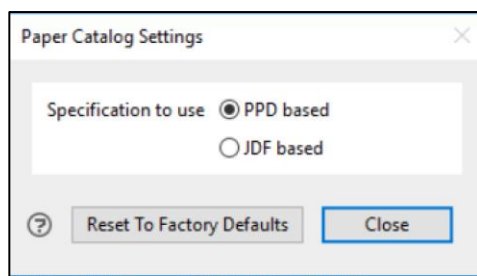 Paper Catalog Settings
Specification to use PPD based
JDF based
? Reset To Factory Defaults Close